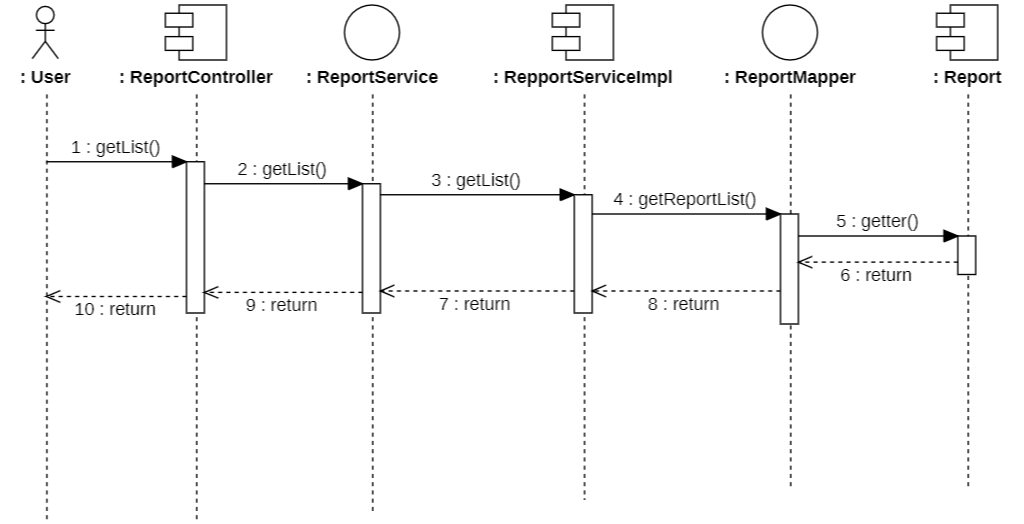 : User
: ReportController
: ReportService
: RepportServiceImpl
: ReportMapper
: Report
1 : getList()
2 : getList()
3 : getList()
4 : getReportList()
5 : getter()
6 : return
10 : return
9 : return
7 : return
8 : return